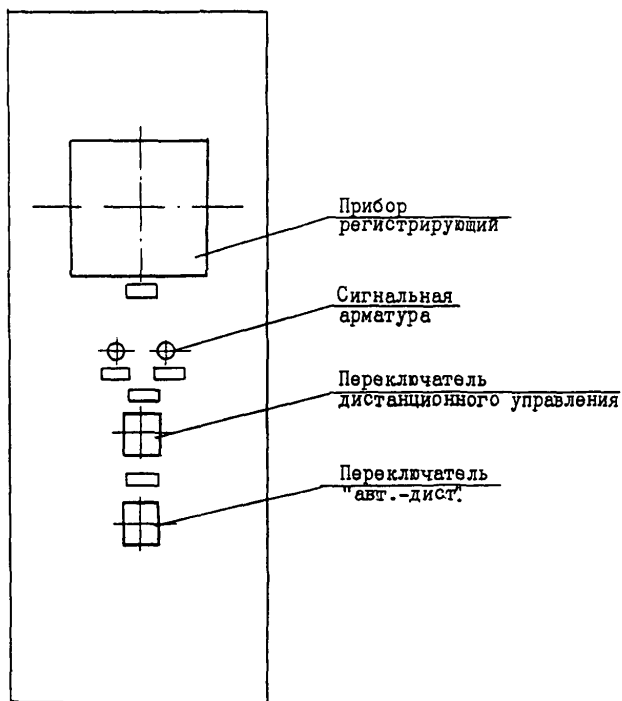 Прибор
регистрирующий
Сигнальная
арматура
Переключатель
дистанционного управления
Переключатель
"авт.-дист".